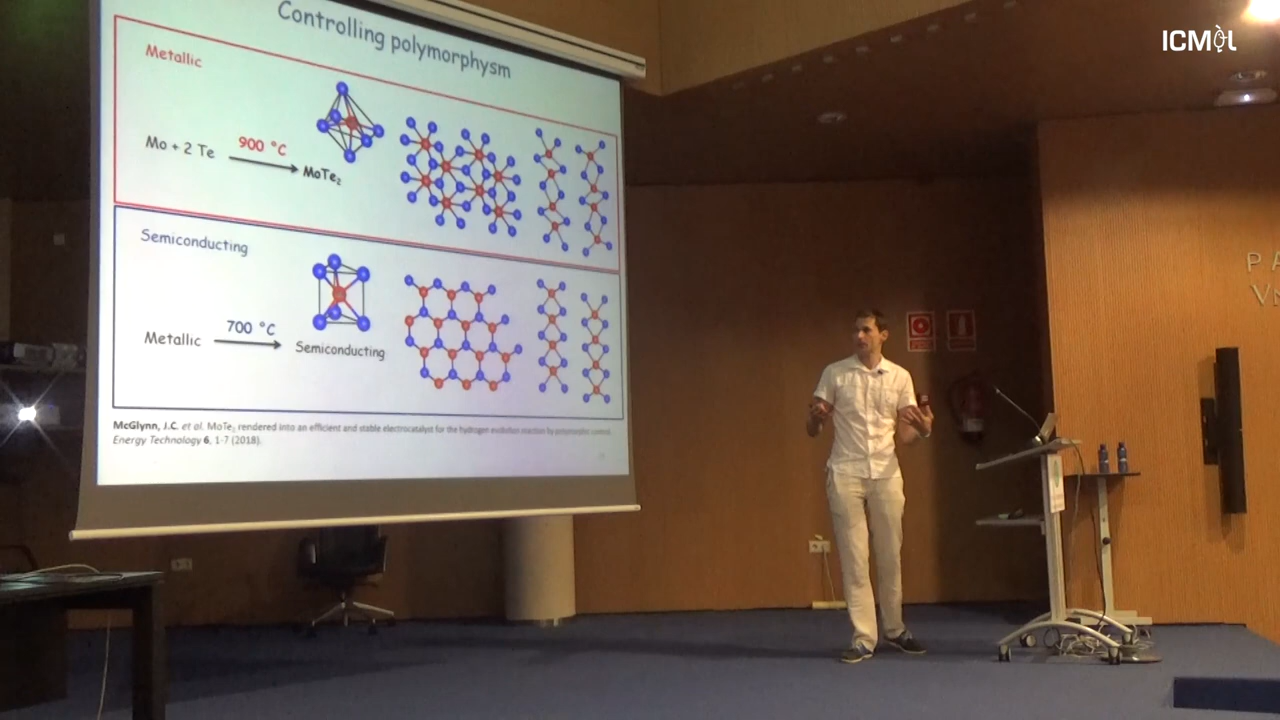 ICMOL
Controlling polymorphysm
Metallic
Mo + 2 Te
900 °C
MoTe₂
Semiconducting
Metallic
700 °C
Semiconducting
McGlynn, J.C. et al. MoTe₂ rendered into an efficient and stable electrocatalyst for the hydrogen evolution reaction by polymorphic control.
Energy Technology 6, 1-7 (2018).
P A
V